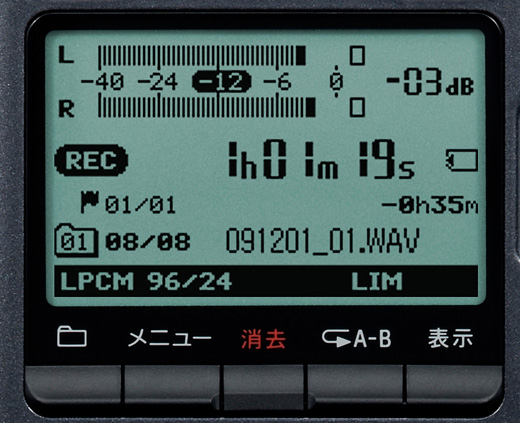 L
-40 -24 -12 -6 0 -03dB
R
REC 1h01m19s
01/01 -0h35m
01 08/08 091201_01.WAV
LPCM 96/24 LIM
メニュー 消去 A-B 表示